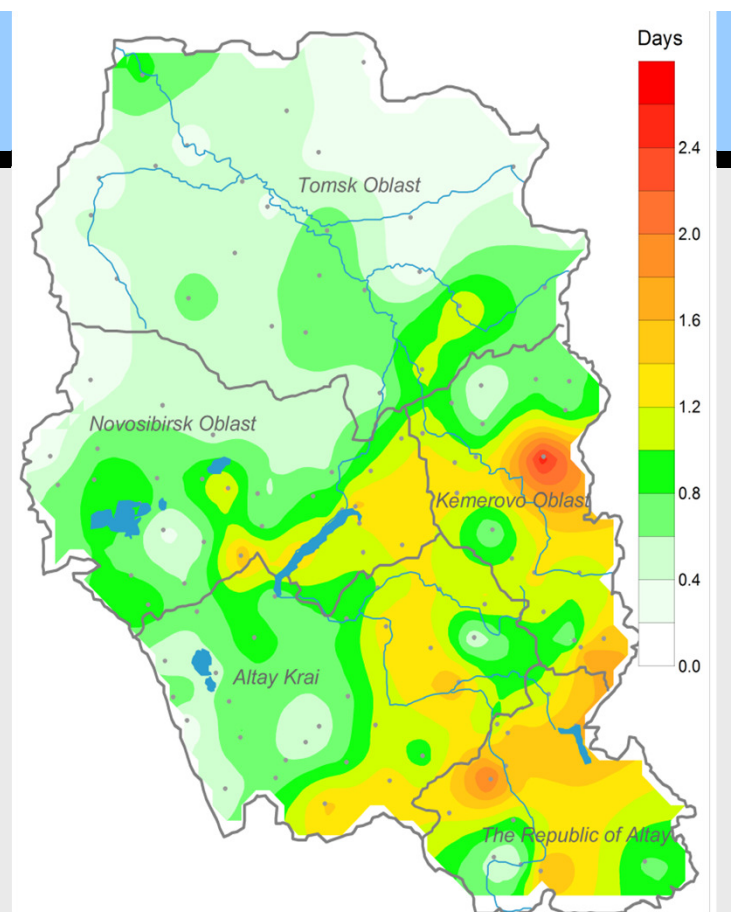 Days
2.4
2.0
1.6
1.2
0.8
0.4
0.0
Tomsk Oblast
Novosibirsk Oblast
Kemerovo Oblast
Altay Krai
The Republic of Altay